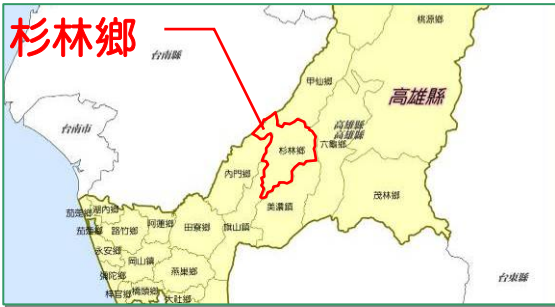 桃源鄉
杉林鄉
台南縣
甲仙鄉
高雄縣
台南市
高雄縣
高雄縣
六龜鄉
杉林鄉
內門鄉
茂林鄉
美濃鎮
茄萣鄉
湖內鄉
阿蓮鄉
田寮鄉
旗山鎮
茄萣鄉
路竹鄉
永安鄉
岡山鎮
燕巢鄉
彌陀鄉
台東縣
梓官鄉
橋頭鄉
大社鄉